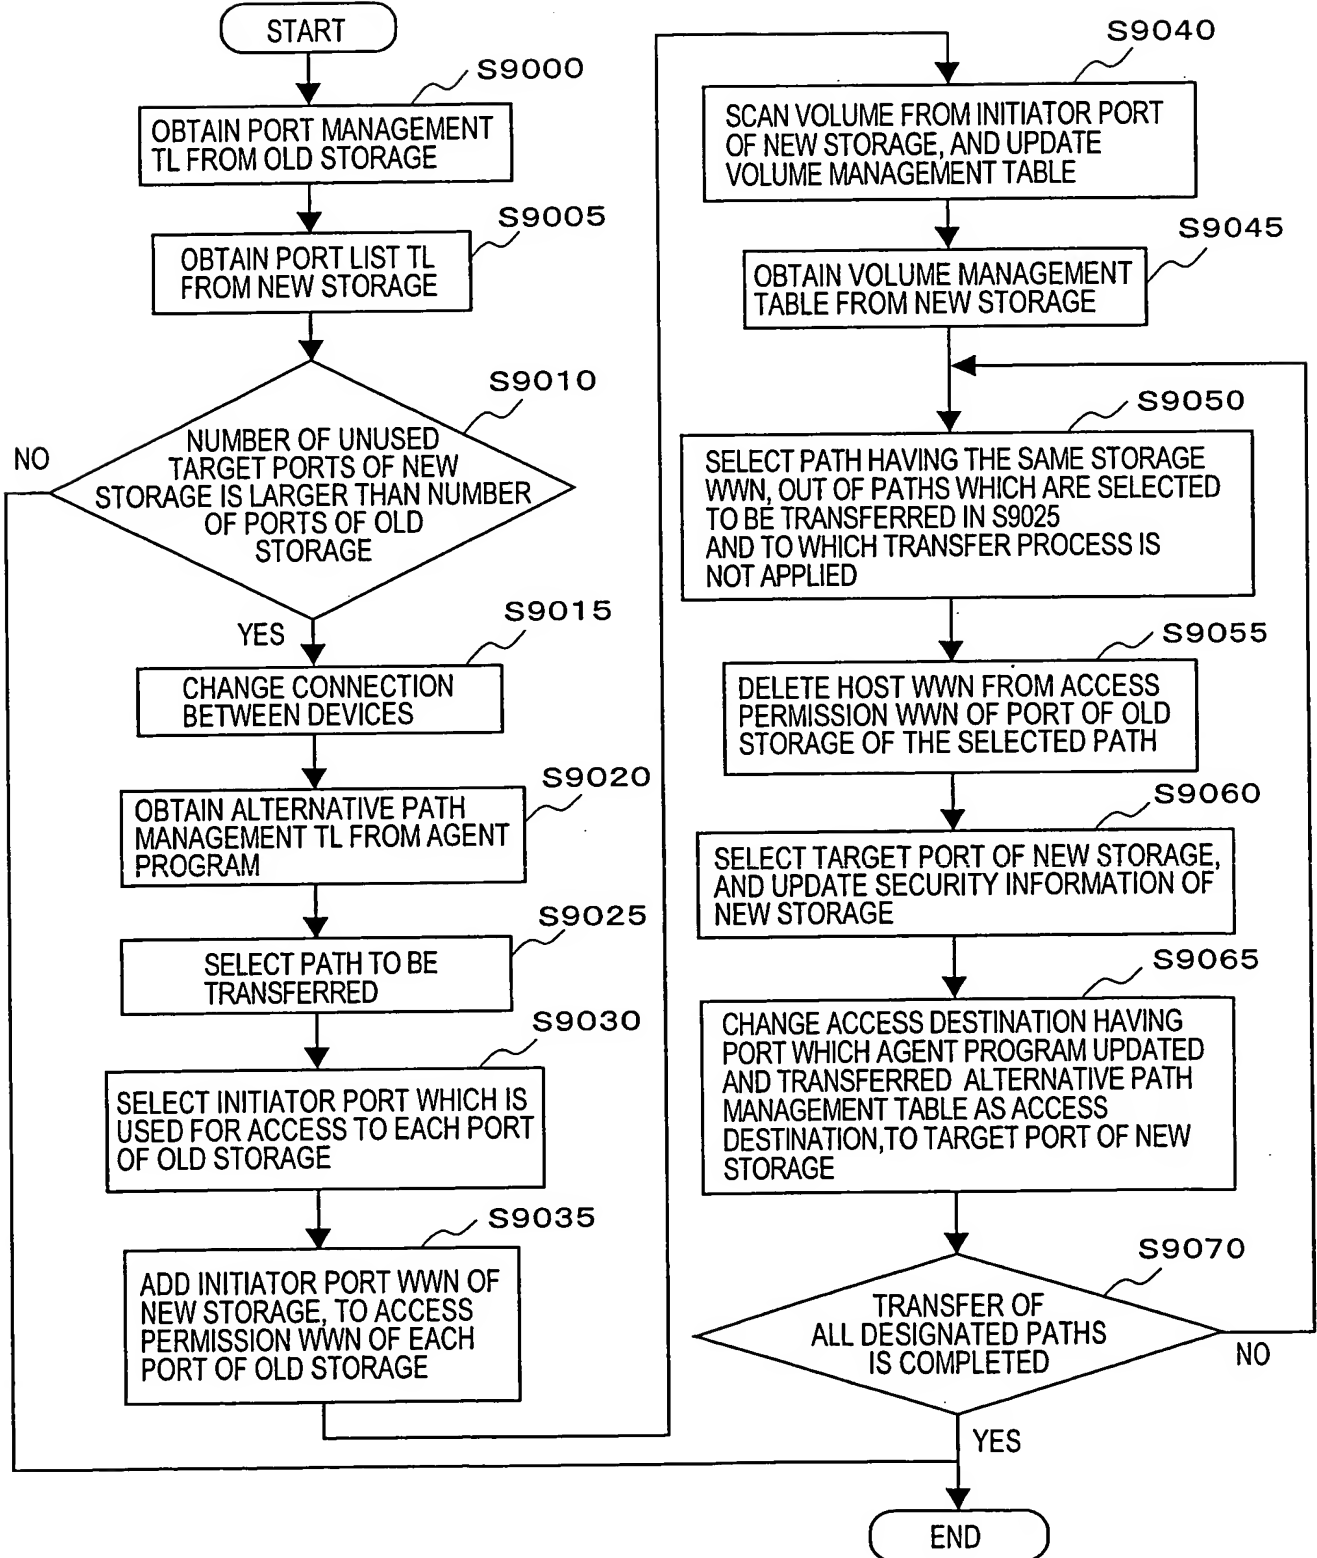 START
S9000
OBTAIN PORT MANAGEMENT
TL FROM OLD STORAGE
S9005
OBTAIN PORT LIST TL
FROM NEW STORAGE
S9010
NUMBER OF UNUSED
TARGET PORTS OF NEW
STORAGE IS LARGER THAN NUMBER
OF PORTS OF OLD
STORAGE
NO
YES
S9015
CHANGE CONNECTION
BETWEEN DEVICES
S9020
OBTAIN ALTERNATIVE PATH
MANAGEMENT TL FROM AGENT
PROGRAM
S9025
SELECT PATH TO BE
TRANSFERRED
S9030
SELECT INITIATOR PORT WHICH IS
USED FOR ACCESS TO EACH PORT
OF OLD STORAGE
S9035
ADD INITIATOR PORT WWN OF
NEW STORAGE, TO ACCESS
PERMISSION WWN OF EACH
PORT OF OLD STORAGE
S9040
SCAN VOLUME FROM INITIATOR PORT
OF NEW STORAGE, AND UPDATE
VOLUME MANAGEMENT TABLE
S9045
OBTAIN VOLUME MANAGEMENT
TABLE FROM NEW STORAGE
S9050
SELECT PATH HAVING THE SAME STORAGE
WWN, OUT OF PATHS WHICH ARE SELECTED
TO BE TRANSFERRED IN S9025
AND TO WHICH TRANSFER PROCESS IS
NOT APPLIED
S9055
DELETE HOST WWN FROM ACCESS
PERMISSION WWN OF PORT OF OLD
STORAGE OF THE SELECTED PATH
S9060
SELECT TARGET PORT OF NEW STORAGE,
AND UPDATE SECURITY INFORMATION OF
NEW STORAGE
S9065
CHANGE ACCESS DESTINATION HAVING
PORT WHICH AGENT PROGRAM UPDATED
AND TRANSFERRED ALTERNATIVE PATH
MANAGEMENT TABLE AS ACCESS
DESTINATION,TO TARGET PORT OF NEW
STORAGE
S9070
TRANSFER OF
ALL DESIGNATED PATHS
IS COMPLETED
NO
YES
END